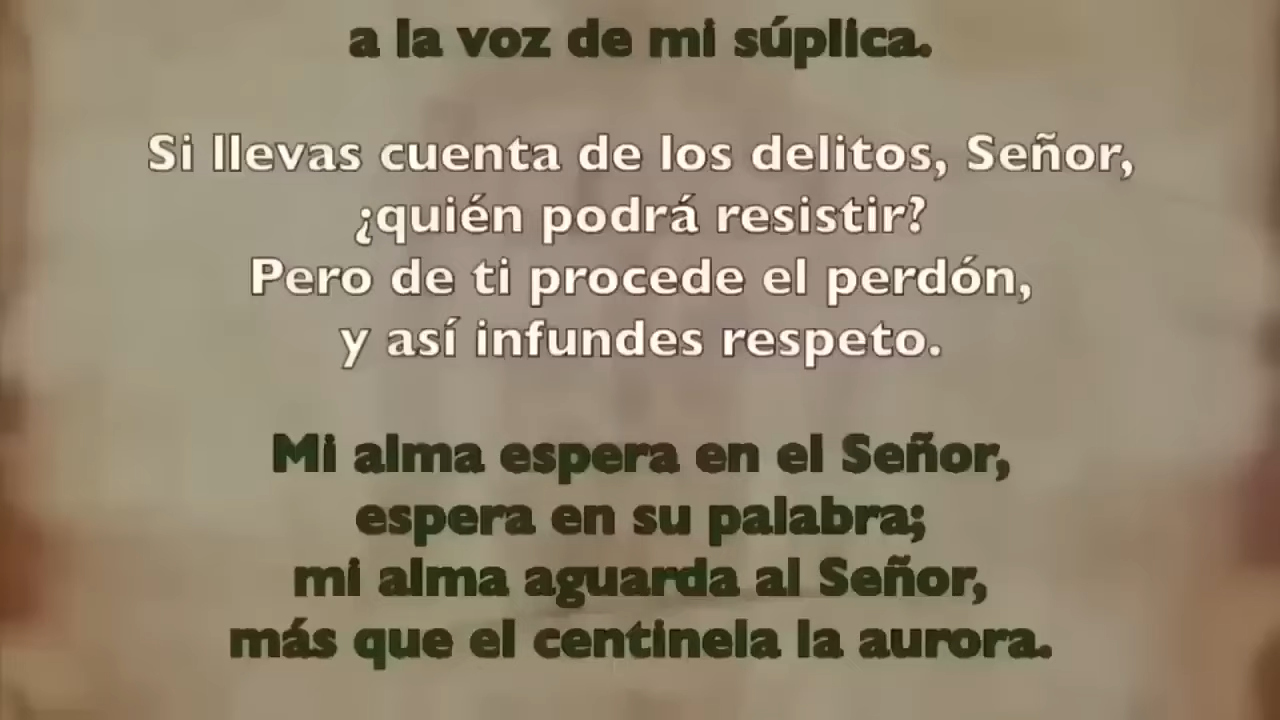 a la voz de mi súplica.
Si llevas cuenta de los delitos, Señor,
¿quién podrá resistir?
Pero de ti procede el perdón,
y así infundes respeto.
Mi alma espera en el Señor,
espera en su palabra;
mi alma aguarda al Señor,
más que el centinela la aurora.